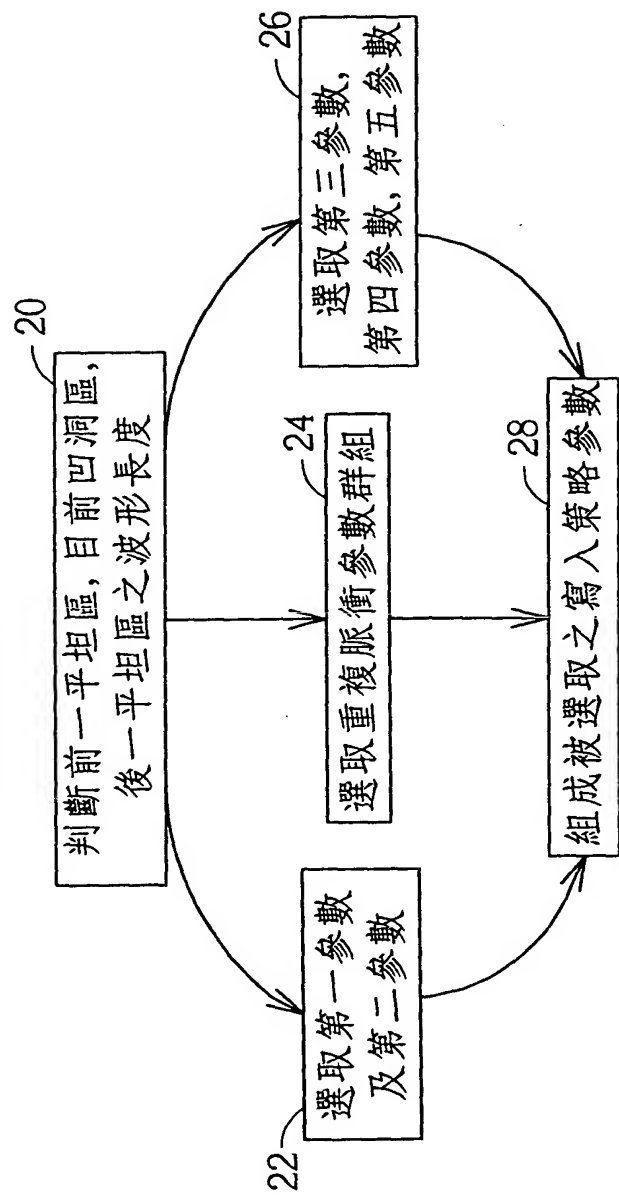 20
判斷前一平坦區, 目前凹洞區,
後一平坦區之波形長度
22
選取第一參數
及第二參數
24
選取重複脈衝參數群組
26
選取第三參數,
第四參數, 第五參數
28
組成被選取之寫入策略參數